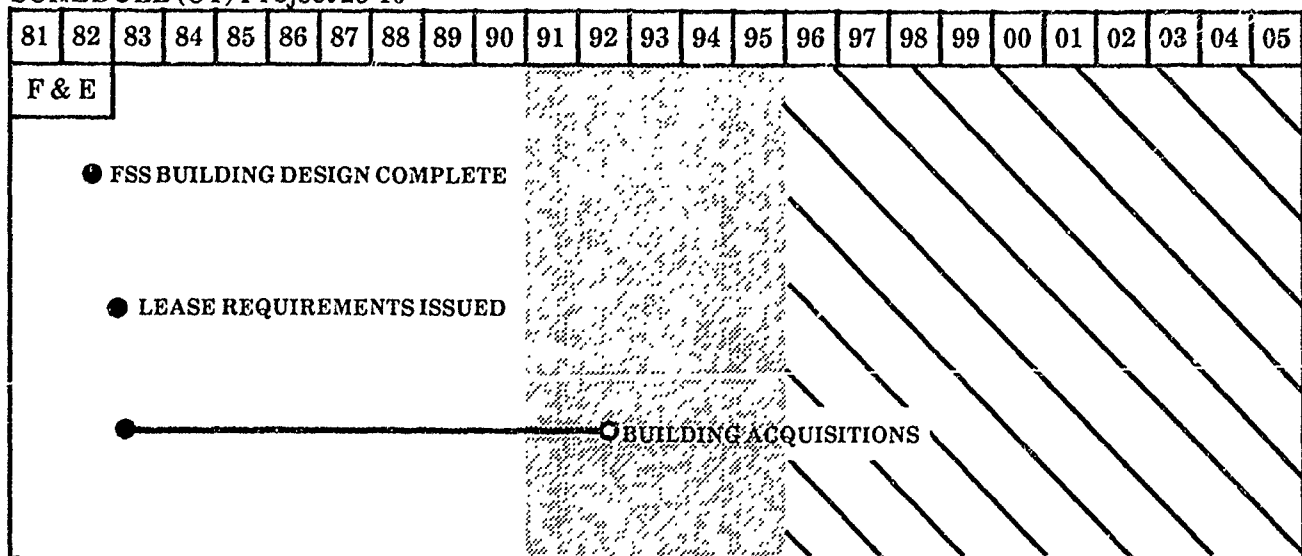 81 82 83 84 85 86 87 88 89 90 91 92 93 94 95 96 97 98 99 00 01 02 03 04 05
F & E
FSS BUILDING DESIGN COMPLETE
LEASE REQUIREMENTS ISSUED
BUILDING ACQUISITIONS